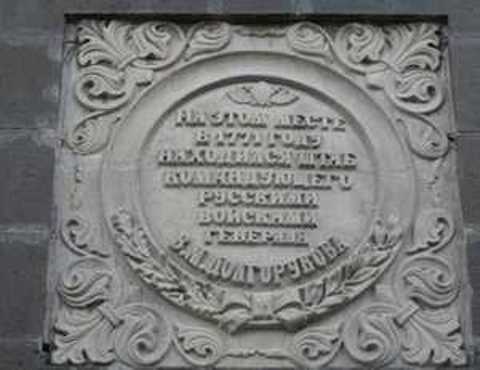 НА ЭТОМ МЕСТЕ
В 1771 ГОДУ
НАХОДИЛСЯ ШТАБ
КОМАНДУЮЩЕГО
РУССКИМИ
ВОЙСКАМИ
ГЕНЕРАЛА
В.М.ДОЛГОРУКОВА